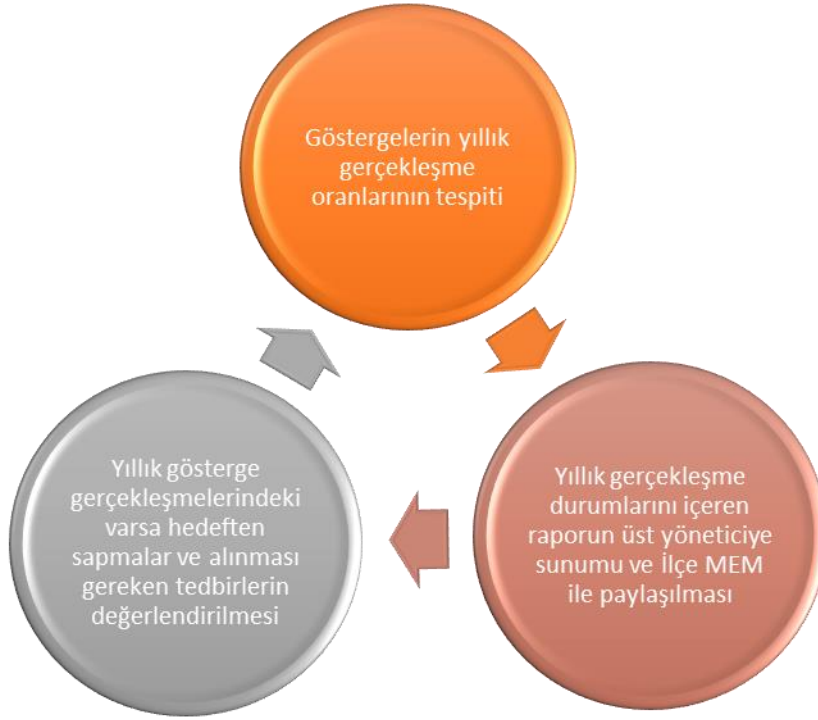 Göstergelerin yıllık
gerçekleşme
oranlarının tespiti
Yıllık gerçekleşme
durumlarını içeren
raporun üst yöneticiye
sunumu ve İlçe MEM
ile paylaşılması
Yıllık gösterge
gerçekleşmelerindeki
varsa hedeften
sapmalar ve alınması
gereken tedbirlerin
değerlendirilmesi